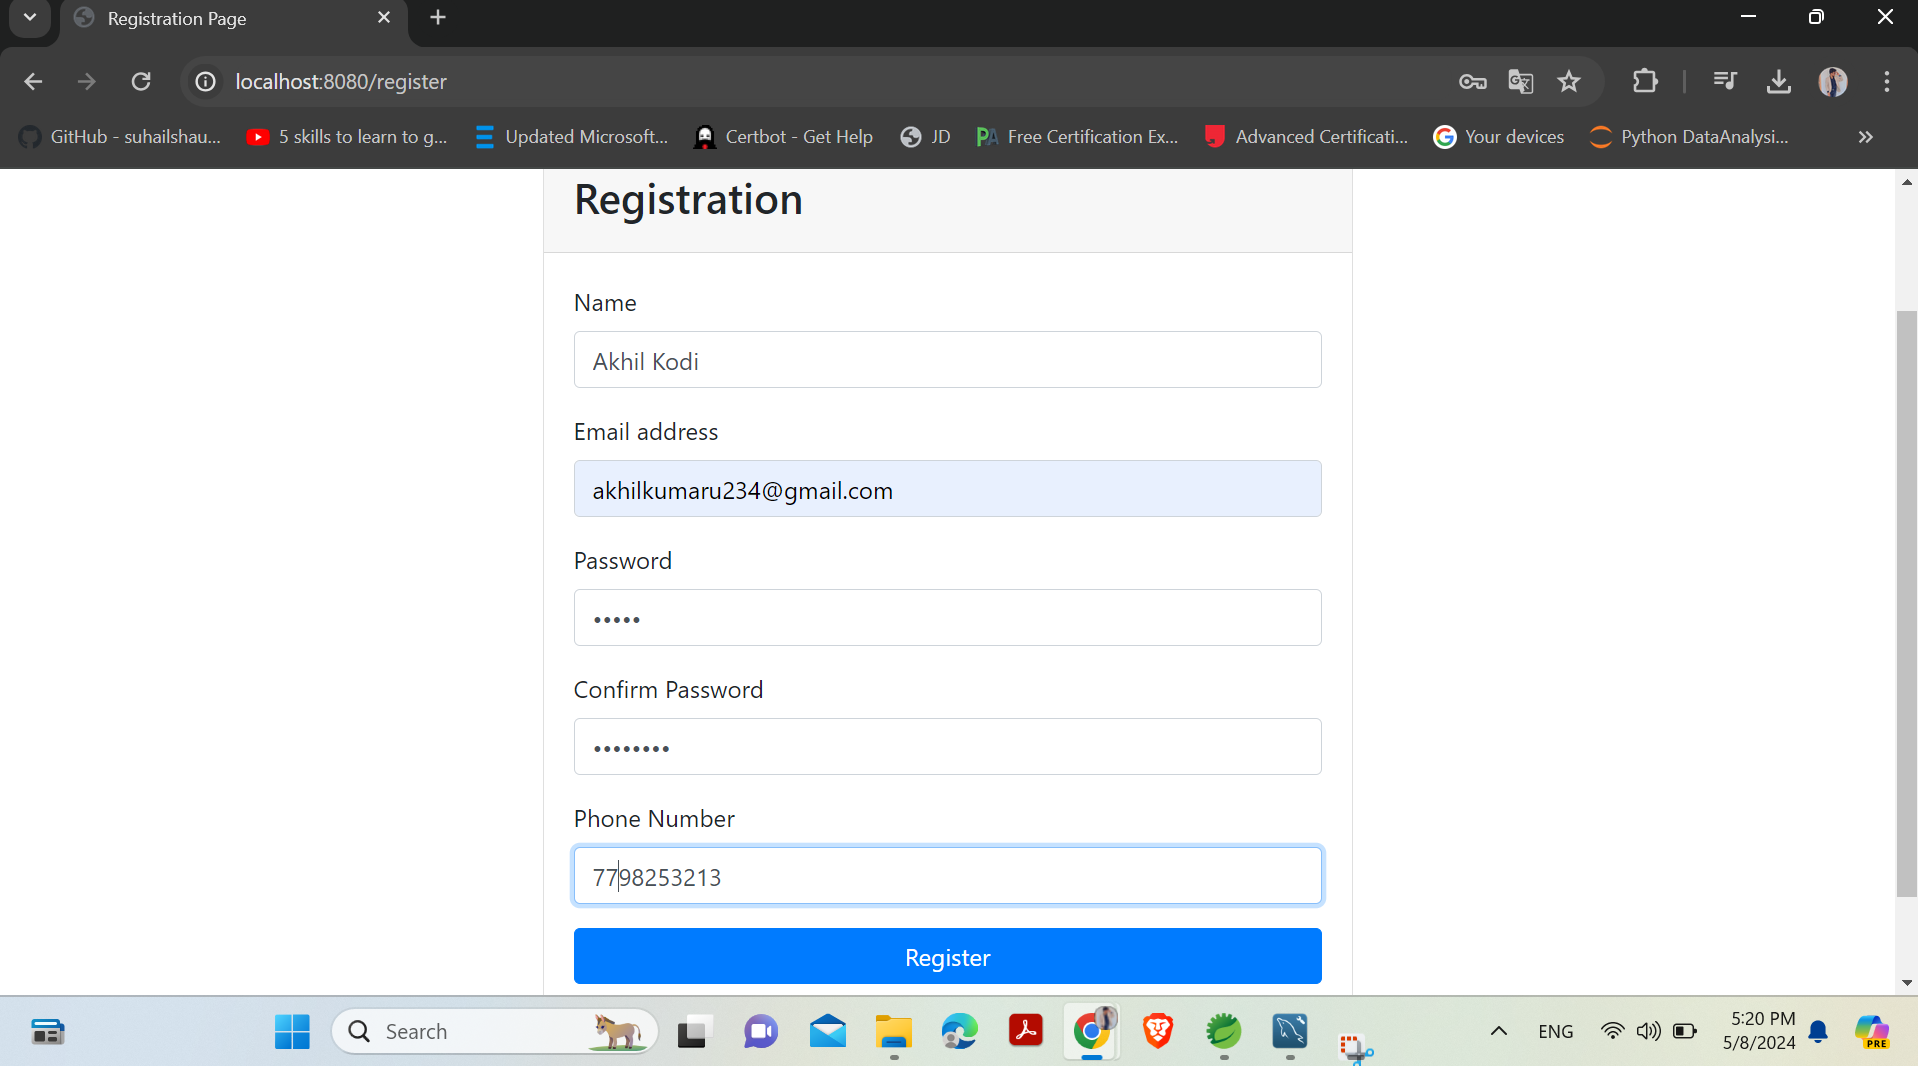 Registration Page
localhost:8080/register
GitHub - suhailshau...
5 skills to learn to g...
Updated Microsoft...
Certbot - Get Help
JD
Free Certification Ex...
Advanced Certificati...
Your devices
Python DataAnalysi...
Registration
Name
Akhil Kodi
Email address
akhilkumaru234@gmail.com
Password
•••••
Confirm Password
••••••••
Phone Number
7798253213
Register
Search
ENG
5:20 PM
5/8/2024
PRE